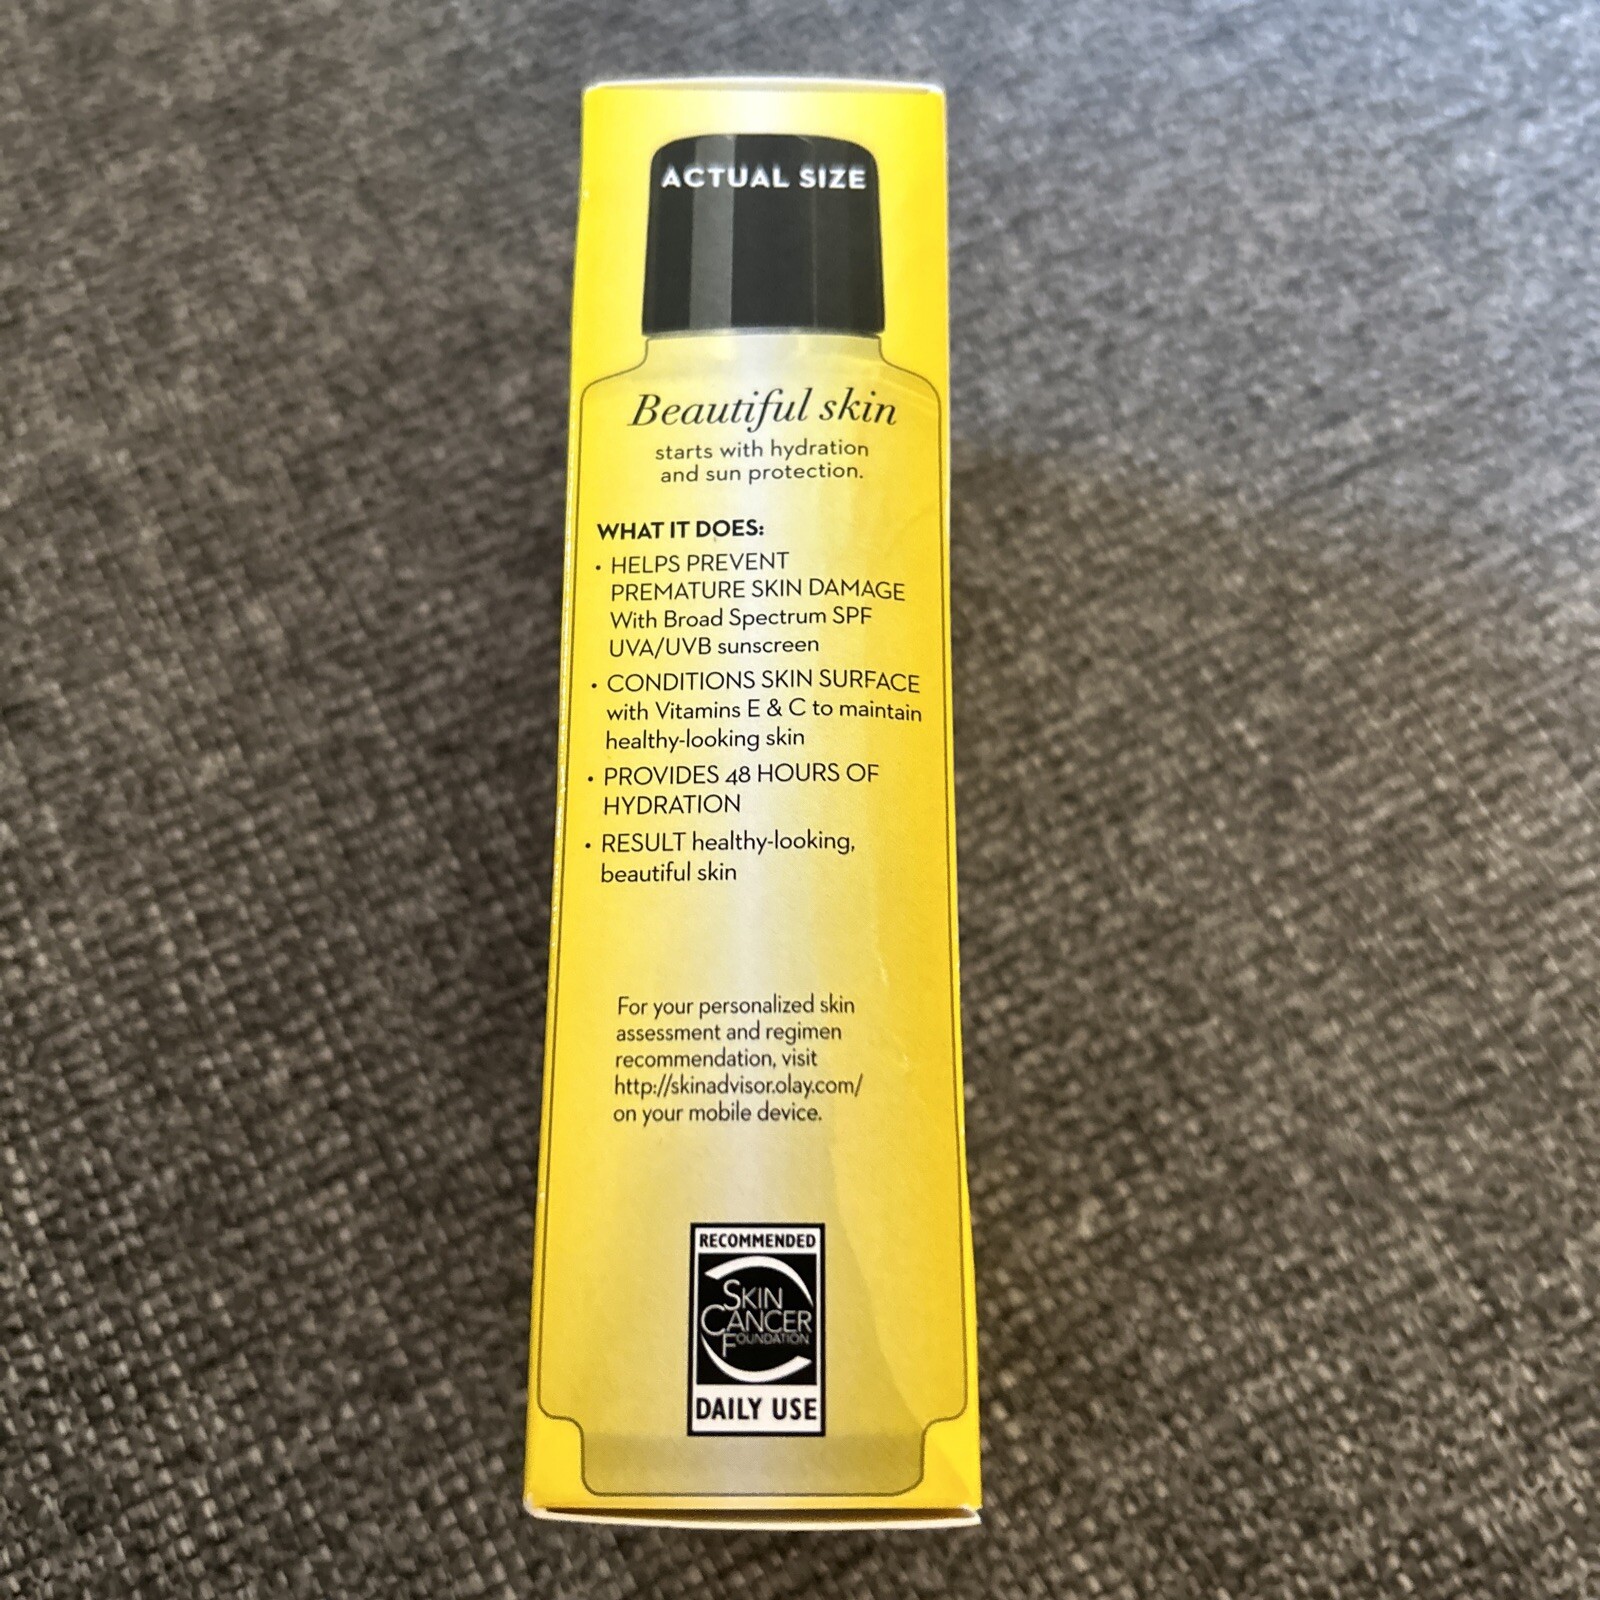 ACTUAL SIZE
Beautiful skin
starts with hydration
and sun protection.
WHAT IT DOES:
• HELPS PREVENT
PREMATURE SKIN DAMAGE
With Broad Spectrum SPF
UVA/UVB sunscreen
• CONDITIONS SKIN SURFACE
with Vitamins E & C to maintain
healthy-looking skin
• PROVIDES 48 HOURS OF
HYDRATION
• RESULT healthy-looking,
beautiful skin
For your personalized skin
assessment and regimen
recommendation, visit
http://skinadvisor.olay.com/
on your mobile device.
RECOMMENDED
SKIN
CANCER
FOUNDATION
DAILY USE